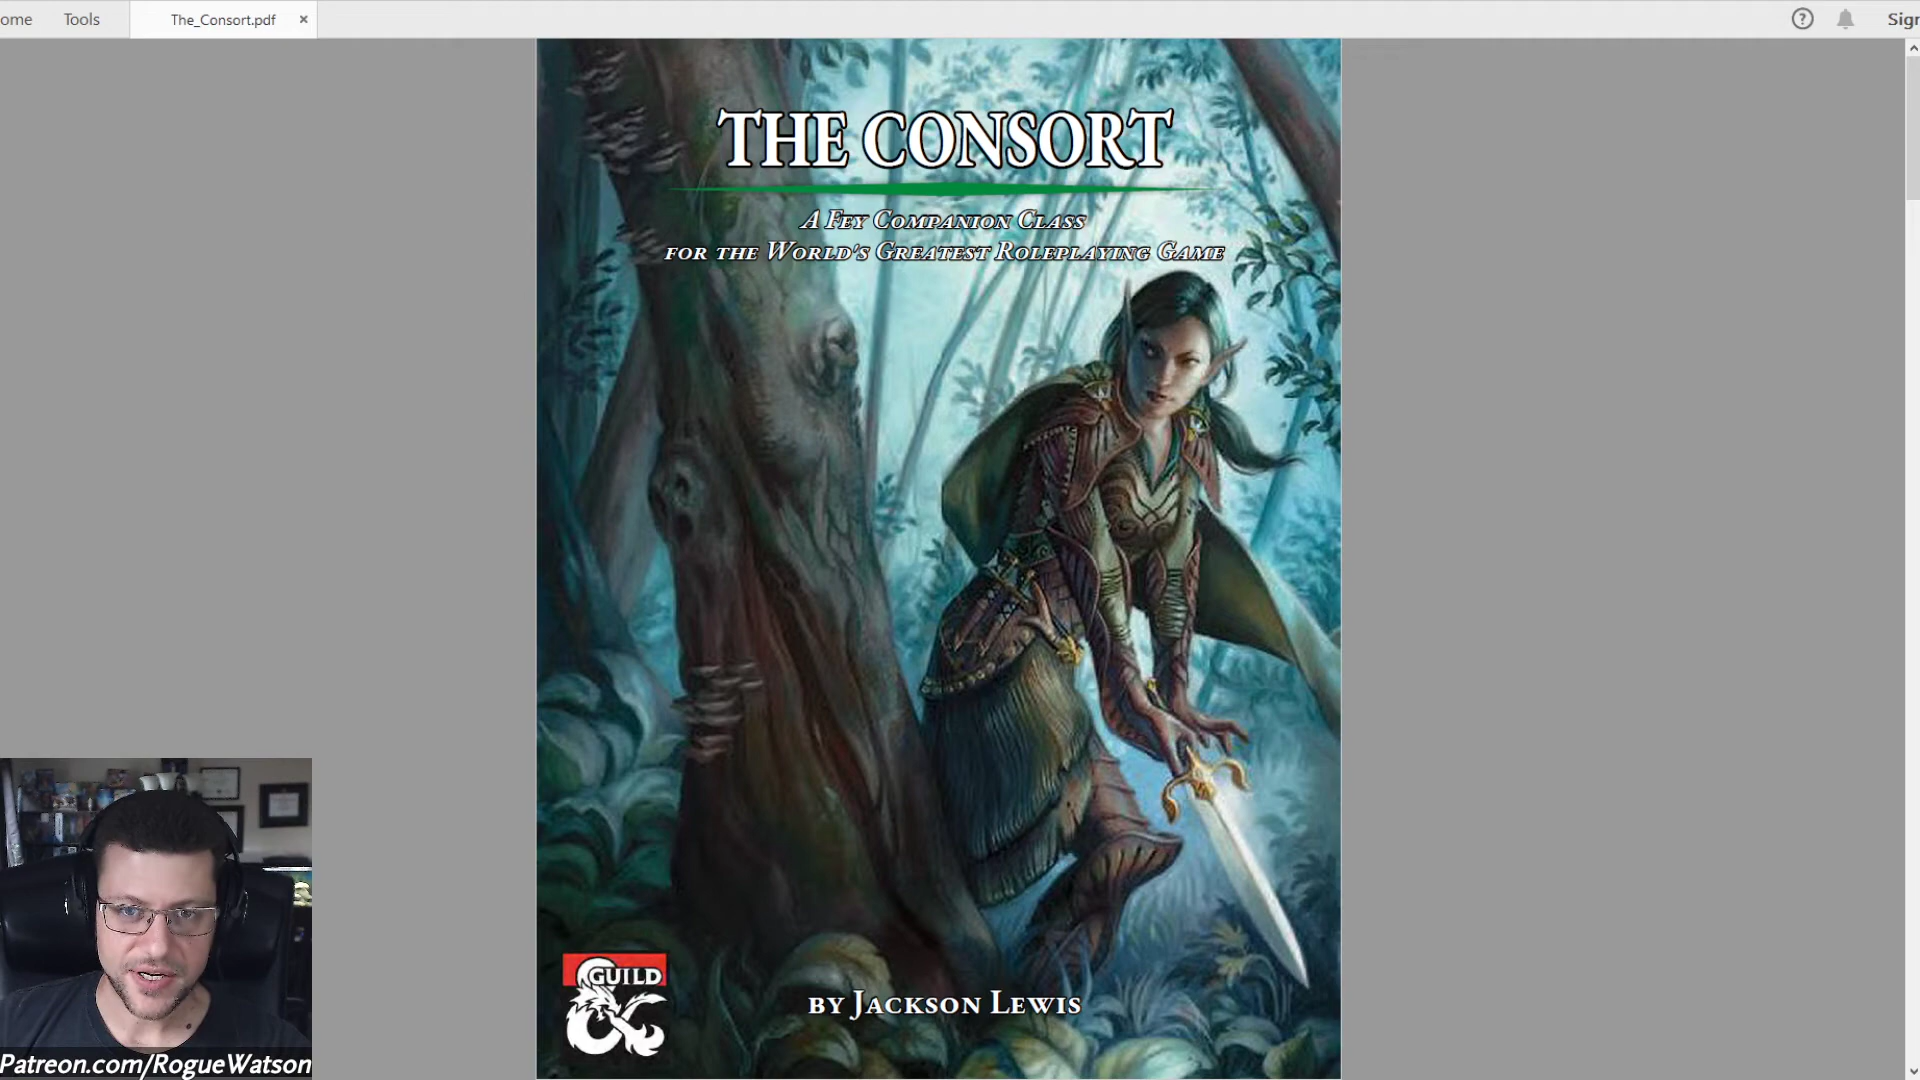 ome
Tools
The_Consort.pdf
×
?
Sign
THE CONSORT
A FEY COMPANION CLASS
FOR THE WORLD'S GREATEST ROLEPLAYING GAME
GUILD
BY JACKSON LEWIS
Patreon.com/RogueWatson